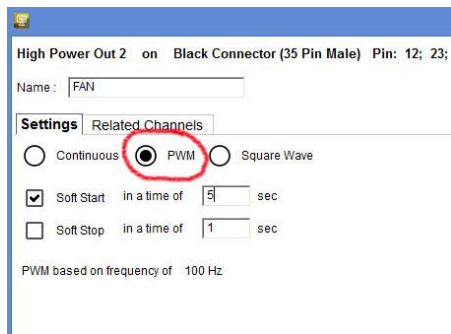 High Power Out 2 on Black Connector (35 Pin Male) Pin: 12; 23;
Name : FAN
Settings Related Channels
Continuous PWM Square Wave
Soft Start in a time of 5 sec
Soft Stop in a time of 1 sec
PWM based on frequency of 100 Hz